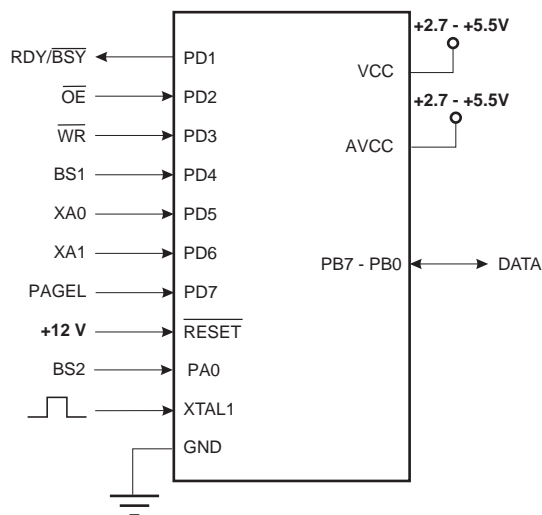 +2.7 - +5.5V
RDY/BSY PD1
VCC
OE PD2
+2.7 - +5.5V
WR PD3
AVCC
BS1 PD4
XA0 PD5
XA1 PD6
PB7 - PB0 DATA
PAGEL PD7
+12 V RESET
BS2 PA0
XTAL1
GND